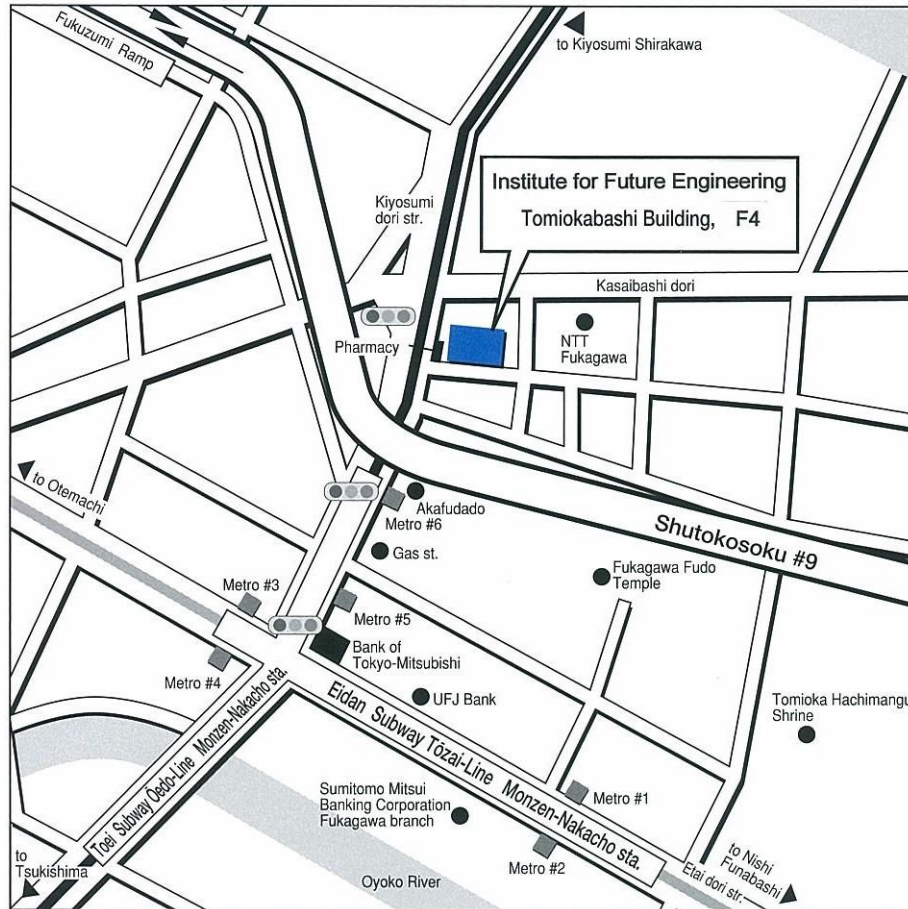 Fukuzumi Ramp
to Kiyosumi Shirakawa
Institute for Future Engineering
Tomiokabashi Building, F4
Kiyosumi
dori str.
Kasaibashi dori
Pharmacy
NTT
Fukagawa
to Otemachi
Akafudado
Metro #6
Shutokosoku #9
Gas st.
Fukagawa Fudo
Temple
Metro #3
Metro #5
Bank of
Tokyo-Mitsubishi
Metro #4
UFJ Bank
Tomioka Hachimangu
Shrine
Eidan Subway Tōzai-Line Monzen-Nakacho sta.
Toei Subway Ōedo-Line Monzen-Nakacho sta.
Sumitomo Mitsui
Banking Corporation
Fukagawa branch
Metro #1
Metro #2
to
Tsukishima
Oyoko River
to Nishi
Funabashi
Etai dori str.